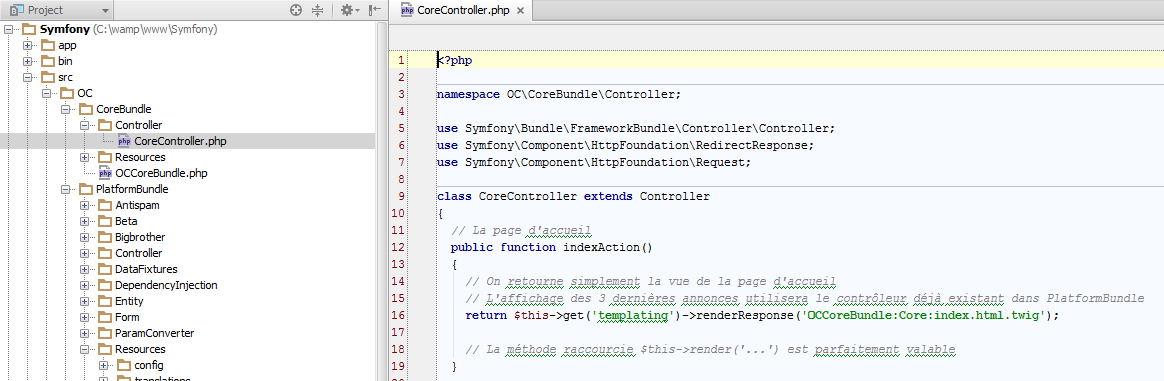 Project
Symfony (C:\wamp\www\Symfony)
app
bin
src
OC
CoreBundle
Controller
CoreController.php
Resources
OCCoreBundle.php
PlatformBundle
Antispam
Beta
Bigbrother
Controller
DataFixtures
DependencyInjection
Entity
Form
ParamConverter
Resources
config
translations
CoreController.php
1 <?php
2
3 namespace OC\CoreBundle\Controller;
4
5 use Symfony\Bundle\FrameworkBundle\Controller\Controller;
6 use Symfony\Component\HttpFoundation\RedirectResponse;
7 use Symfony\Component\HttpFoundation\Request;
8
9 class CoreController extends Controller
10 {
11 // La page d'accueil
12 public function indexAction()
13 {
14 // On retourne simplement la vue de la page d'accueil
15 // L'affichage des 3 dernières annonces utilisera le contrôleur déjà existant dans PlatformBundle
16 return $this->get('templating')->renderResponse('OCCoreBundle:Core:index.html.twig');
17
18 // La méthode raccourcie $this->render('...') est parfaitement valable
19 }